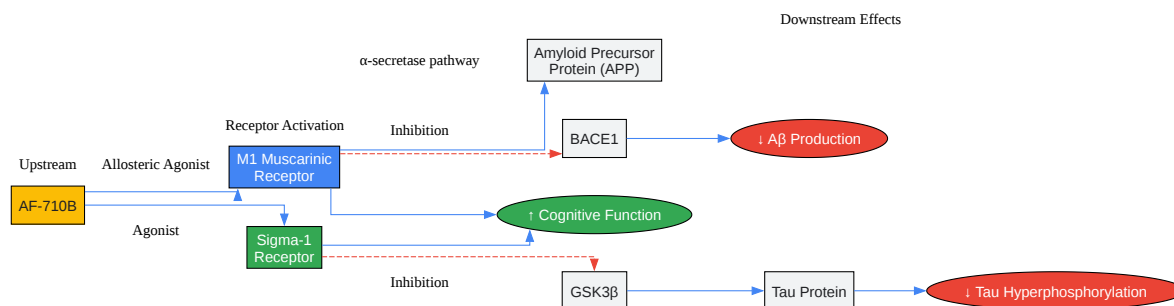 Downstream Effects
Amyloid Precursor
Protein (APP)
α-secretase pathway
Receptor Activation
Inhibition
BACE1
↓ Aβ Production
Upstream
Allosteric Agonist
M1 Muscarinic
Receptor
AF-710B
↑ Cognitive Function
Agonist
Sigma-1
Receptor
Inhibition
GSK3β
Tau Protein
↓ Tau Hyperphosphorylation